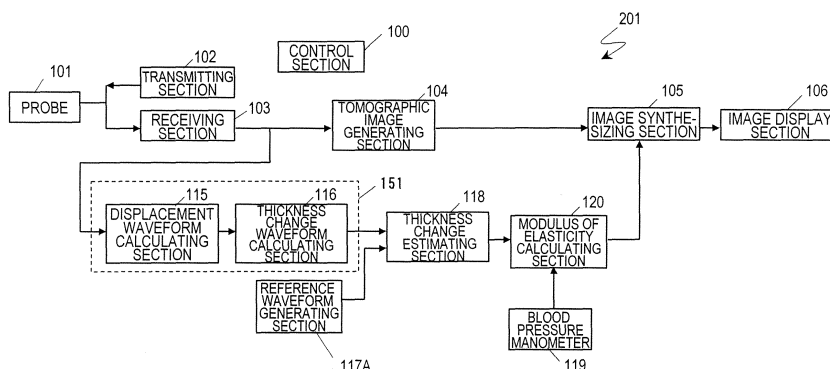 100
201
CONTROL
SECTION
101
PROBE
102
TRANSMITTING
SECTION
103
RECEIVING
SECTION
104
TOMOGRAPHIC
IMAGE
GENERATING
SECTION
105
IMAGE SYNTHE-
SIZING SECTION
106
IMAGE DISPLAY
SECTION
115
DISPLACEMENT
WAVEFORM
CALCULATING
SECTION
116
THICKNESS
CHANGE
WAVEFORM
CALCULATING
SECTION
151
118
THICKNESS
CHANGE
ESTIMATING
SECTION
120
MODULUS OF
ELASTICITY
CALCULATING
SECTION
REFERENCE
WAVEFORM
GENERATING
SECTION
117A
BLOOD
PRESSURE
MANOMETER
119